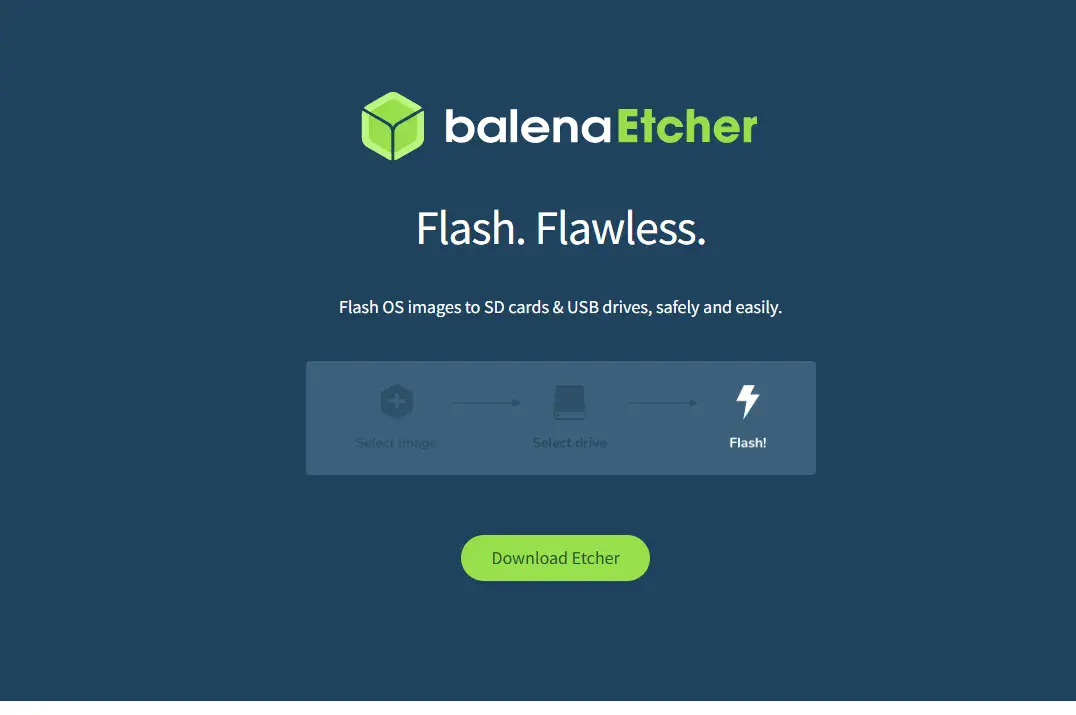 balenaEtcher
Flash. Flawless.
Flash OS images to SD cards & USB drives, safely and easily.
Select image Select drive Flash!
Download Etcher